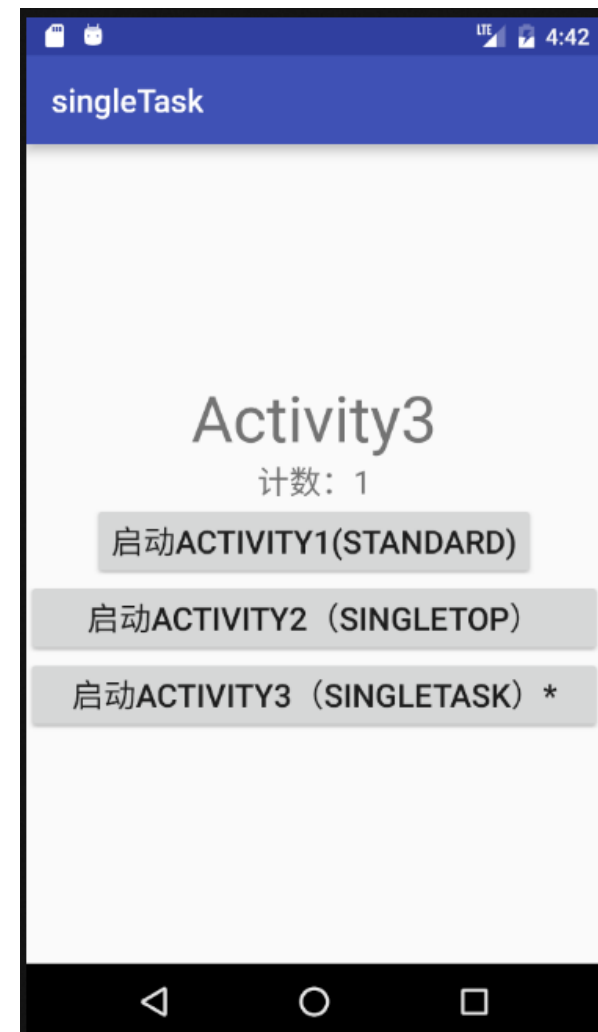 LTE 4:42
singleTask
Activity3
计数：1
启动ACTIVITY1(STANDARD)
启动ACTIVITY2（SINGLETOP）
启动ACTIVITY3（SINGLETASK）*